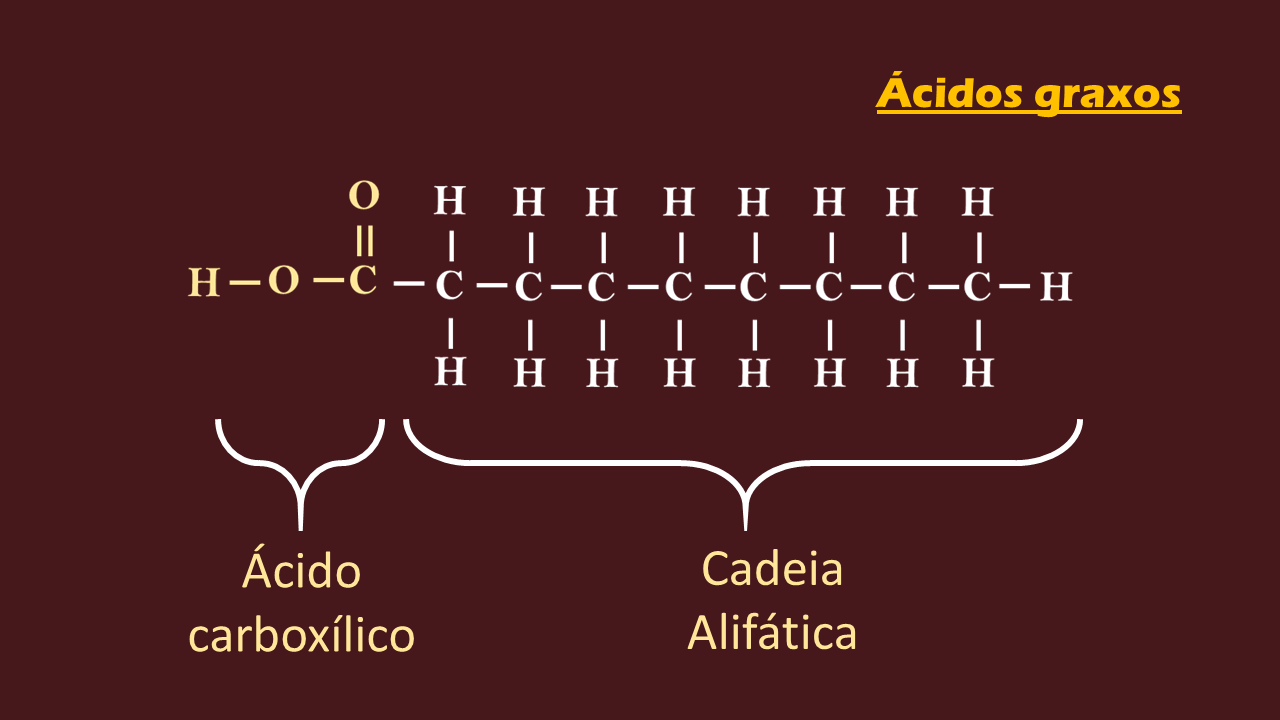 Ácidos graxos
O H H H H H H H H
H – O – C – C – C – C – C – C – C – C – C – H
H H H H H H H H
Ácido
carboxílico
Cadeia
Alifática